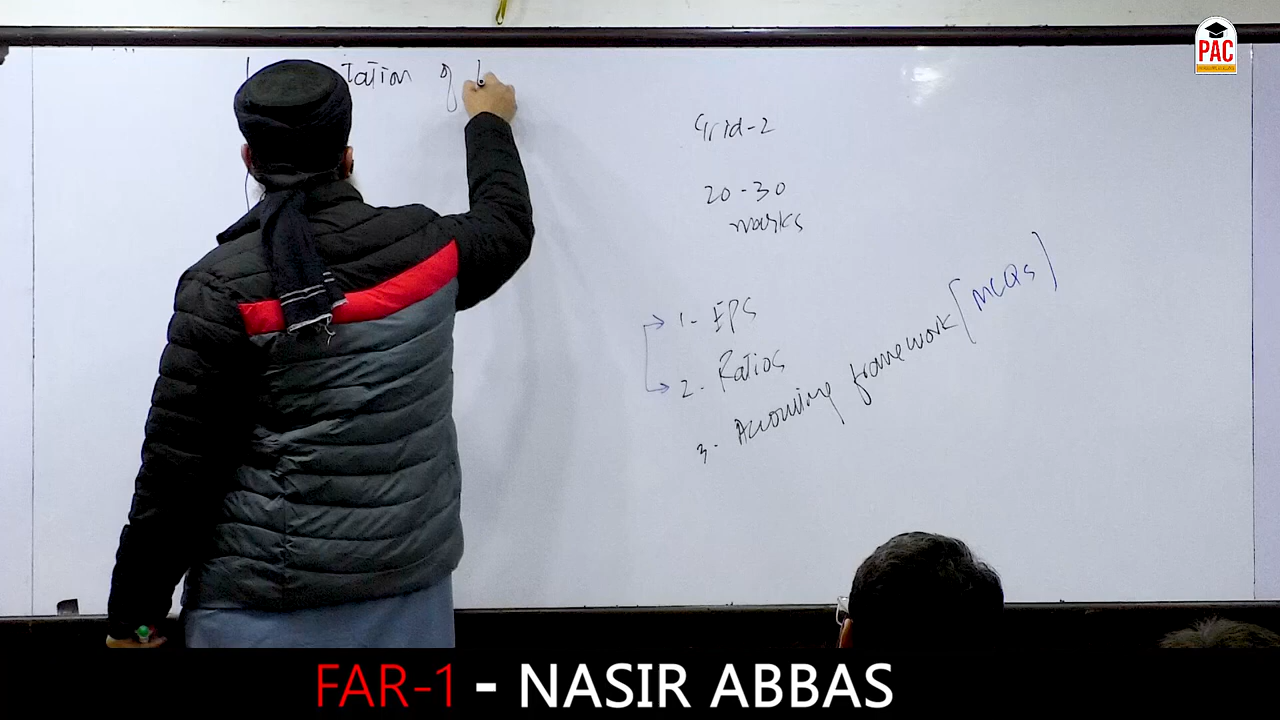 tation of
Grid-2
20-30
marks
1- EPS
2. Ratios
3. Accounting framework [MCQs]
PAC
FAR-1 - NASIR ABBAS